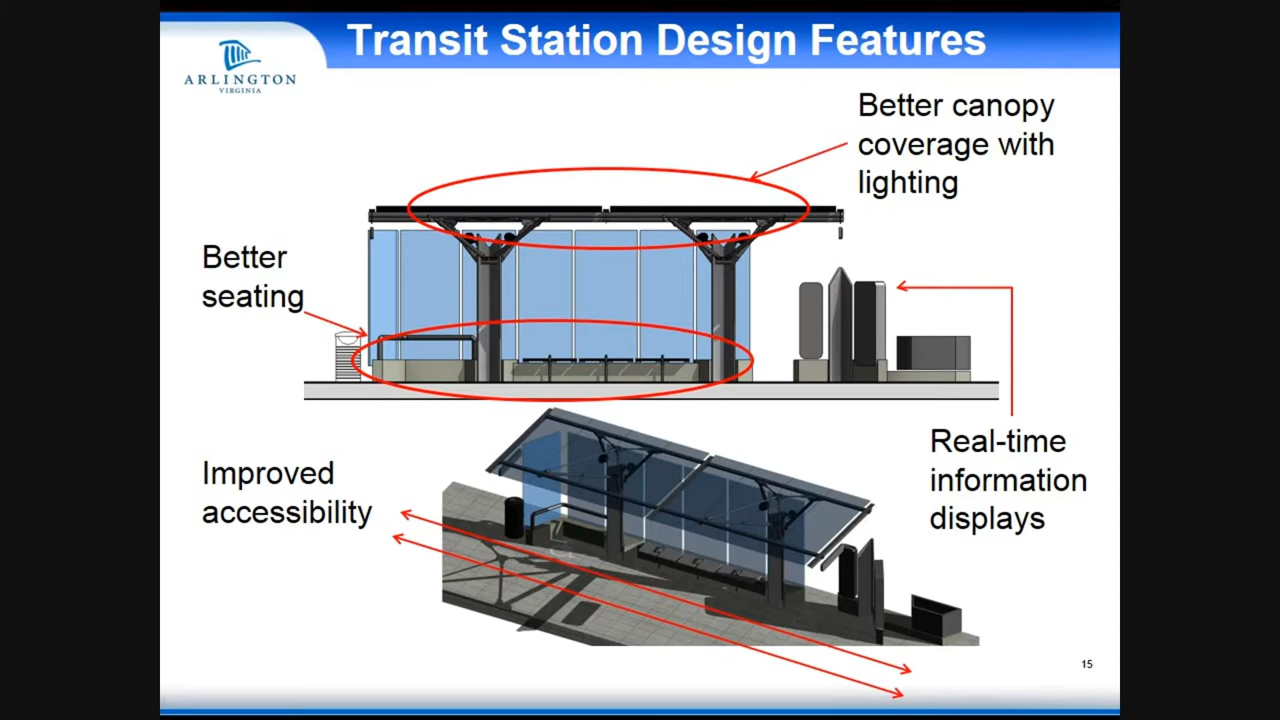 Transit Station Design Features
ARLINGTON
VIRGINIA
Better canopy
coverage with
lighting
Better
seating
Improved
accessibility
Real-time
information
displays
15